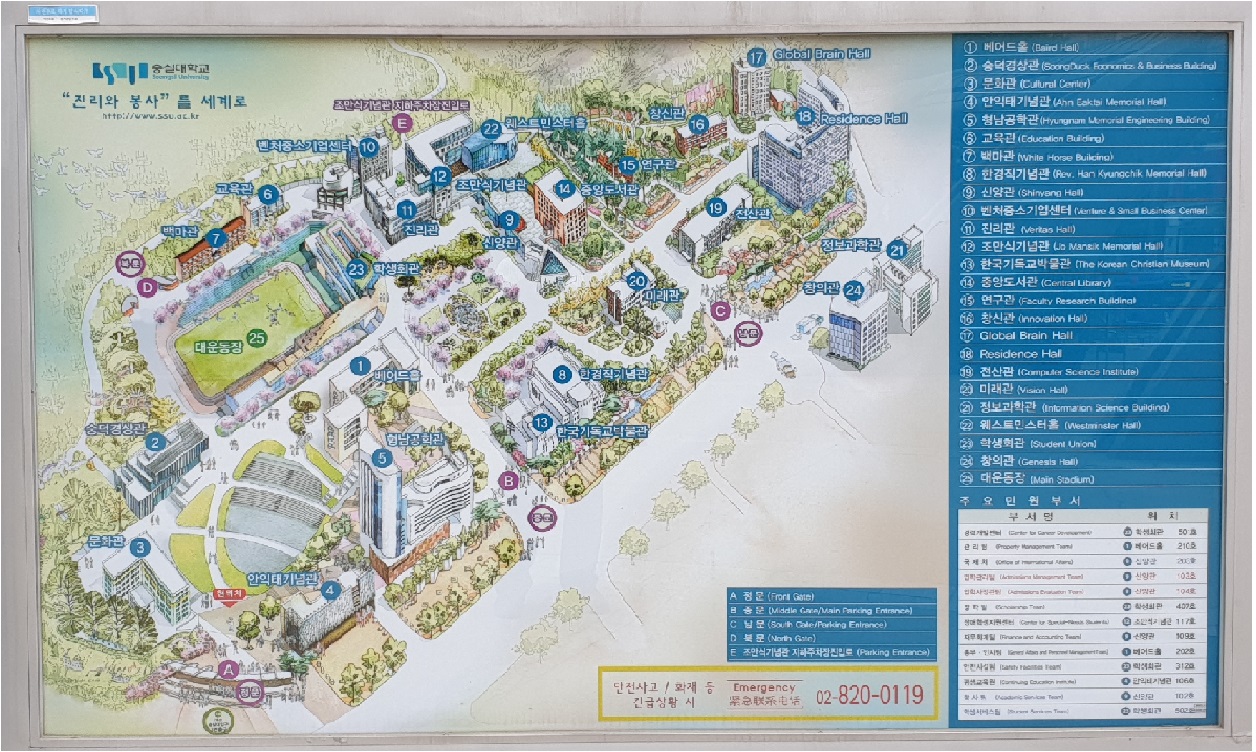 숭실대학교
Soongsil University
"진리와 봉사"를 세계로
http://www.ssu.ac.kr
조만식기념관 지하주차장진입로
E
벤처중소기업센터 10
22 웨스트민스터홀
창신관
16
17 Global Brain Hall
18 Residence Hall
교육관
6
12 조만식기념관
11
진리관
15 연구관
14 중앙도서관
9
신양관
19 전산관
백마관
7
북문
D
23 학생회관
정보과학관 21
20
미래관
창의관 24
C
남문
25
대운동장
1
베어드홀
8 한경직기념관
13
한국기독교박물관
숭덕경상관
2
형남공학관
5
B
중문
문화관
3
안익태기념관
4
현위치
A
정문
① 베어드홀 (Baird Hall)
② 숭덕경상관 (SoongDuck Economics & Business Building)
③ 문화관 (Cultural Center)
④ 안익태기념관 (Ahn Eaktai Memorial Hall)
⑤ 형남공학관 (Hyungnam Memorial Engineering Building)
⑥ 교육관 (Education Building)
⑦ 백마관 (White Horse Building)
⑧ 한경직기념관 (Rev. Han Kyungchik Memorial Hall)
⑨ 신양관 (Shinyang Hall)
⑩ 벤처중소기업센터 (Venture & Small Business Center)
⑪ 진리관 (Veritas Hall)
⑫ 조만식기념관 (Jo Mansik Memorial Hall)
⑬ 한국기독교박물관 (The Korean Christian Museum)
⑭ 중앙도서관 (Central Library)
⑮ 연구관 (Faculty Research Building)
⑯ 창신관 (Innovation Hall)
⑰ Global Brain Hall
⑱ Residence Hall
⑲ 전산관 (Computer Science Institute)
⑳ 미래관 (Vision Hall)
㉑ 정보과학관 (Information Science Building)
㉒ 웨스트민스터홀 (Westminster Hall)
㉓ 학생회관 (Student Union)
㉔ 창의관 (Genesis Hall)
㉕ 대운동장 (Main Stadium)
주 요 민 원 부 서
부 서 명 위 치
경력개발센터 (Center for Career Development) 23 학생회관 501호
관 리 팀 (Property Management Team) 1 베어드홀 210호
국 제 처 (Office of International Affairs) 9 신양관 203호
입학관리팀 (Admissions Management Team) 9 신양관 103호
입학사정관팀 (Admissions Evaluation Team) 9 신양관 104호
장 학 팀 (Scholarship Team) 23 학생회관 407호
장애학생지원센터 (Center for Special-Needs Students) 12 조만식기념관 117호
재무회계팀 (Finance and Accounting Team) 9 신양관 109호
총무·인사팀 (General Affairs and Personnel Management Team) 1 베어드홀 202호
안전시설팀 (Safety Facilities Team) 23 학생회관 312호
평생교육원 (Continuing Education Institute) 4 안익태기념관 106호
학 사 팀 (Academic Services Team) 9 신양관 102호
학생서비스팀 (Student Services Team) 23 학생회관 502호
A 정문 (Front Gate)
B 중문 (Middle Gate/Main Parking Entrance)
C 남문 (South Gate/Parking Entrance)
D 북문 (North Gate)
E 조만식기념관 지하주차장진입로 (Parking Entrance)
안전사고 / 화재 등
긴급상황 시
Emergency
緊急联系电话
02-820-0119